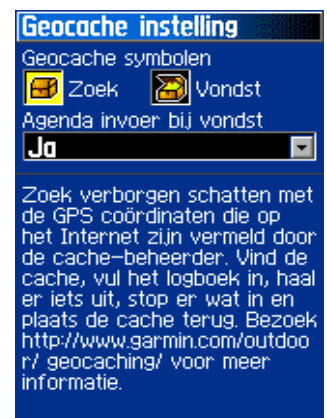 Geocache instelling
Geocache symbolen
Zoek Vondst
Agenda invoer bij vondst
Ja
Zoek verborgen schatten met
de GPS coördinaten die op
het Internet zijn vermeld door
de cache-beheerder. Vind de
cache, vul het logboek in, haal
er iets uit, stop er wat in en
plaats de cache terug. Bezoek
http://www.garmin.com/outdoo
r/ geocaching/ voor meer
informatie.